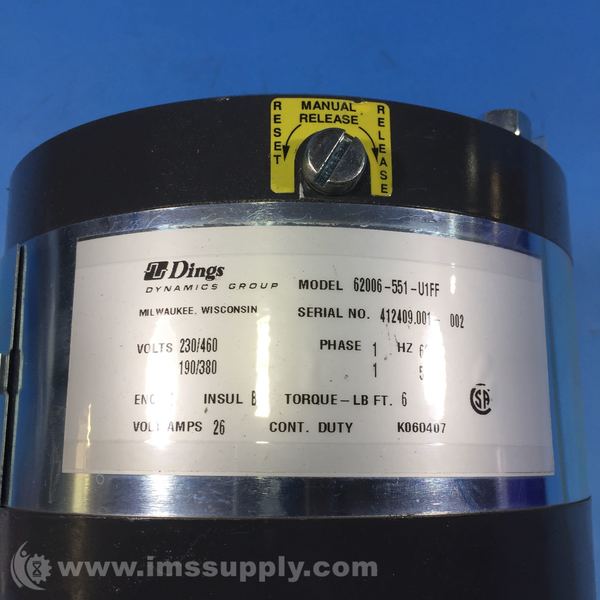 RESET
MANUAL RELEASE
RELEASE
Dings
DYNAMICS GROUP
MILWAUKEE, WISCONSIN
MODEL 62006-551-U1FF
SERIAL NO. 412409.001- 002
VOLTS 230/460 PHASE 1 HZ
190/380 1
INSUL B TORQUE-LB FT. 6
VOLT AMPS 26 CONT. DUTY K060407
www.imssupply.com